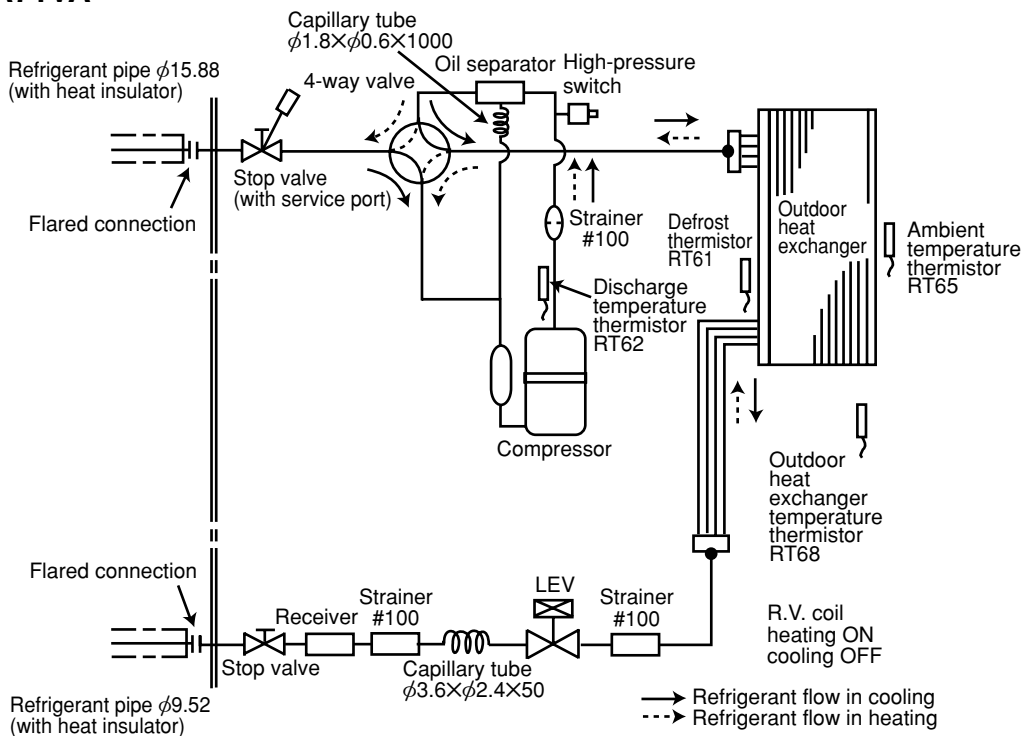 Capillary tube
ϕ1.8×ϕ0.6×1000
Refrigerant pipe ϕ15.88
(with heat insulator)
4-way valve
Oil separator
High-pressure
switch
Stop valve
(with service port)
Flared connection
Strainer
#100
Discharge
temperature
thermistor
RT62
Compressor
Defrost
thermistor
RT61
Outdoor
heat
exchanger
Ambient
temperature
thermistor
RT65
Outdoor
heat
exchanger
temperature
thermistor
RT68
Flared connection
Stop valve
Receiver
Strainer
#100
Capillary tube
ϕ3.6×ϕ2.4×50
LEV
Strainer
#100
R.V. coil
heating ON
cooling OFF
Refrigerant pipe ϕ9.52
(with heat insulator)
Refrigerant flow in cooling
Refrigerant flow in heating